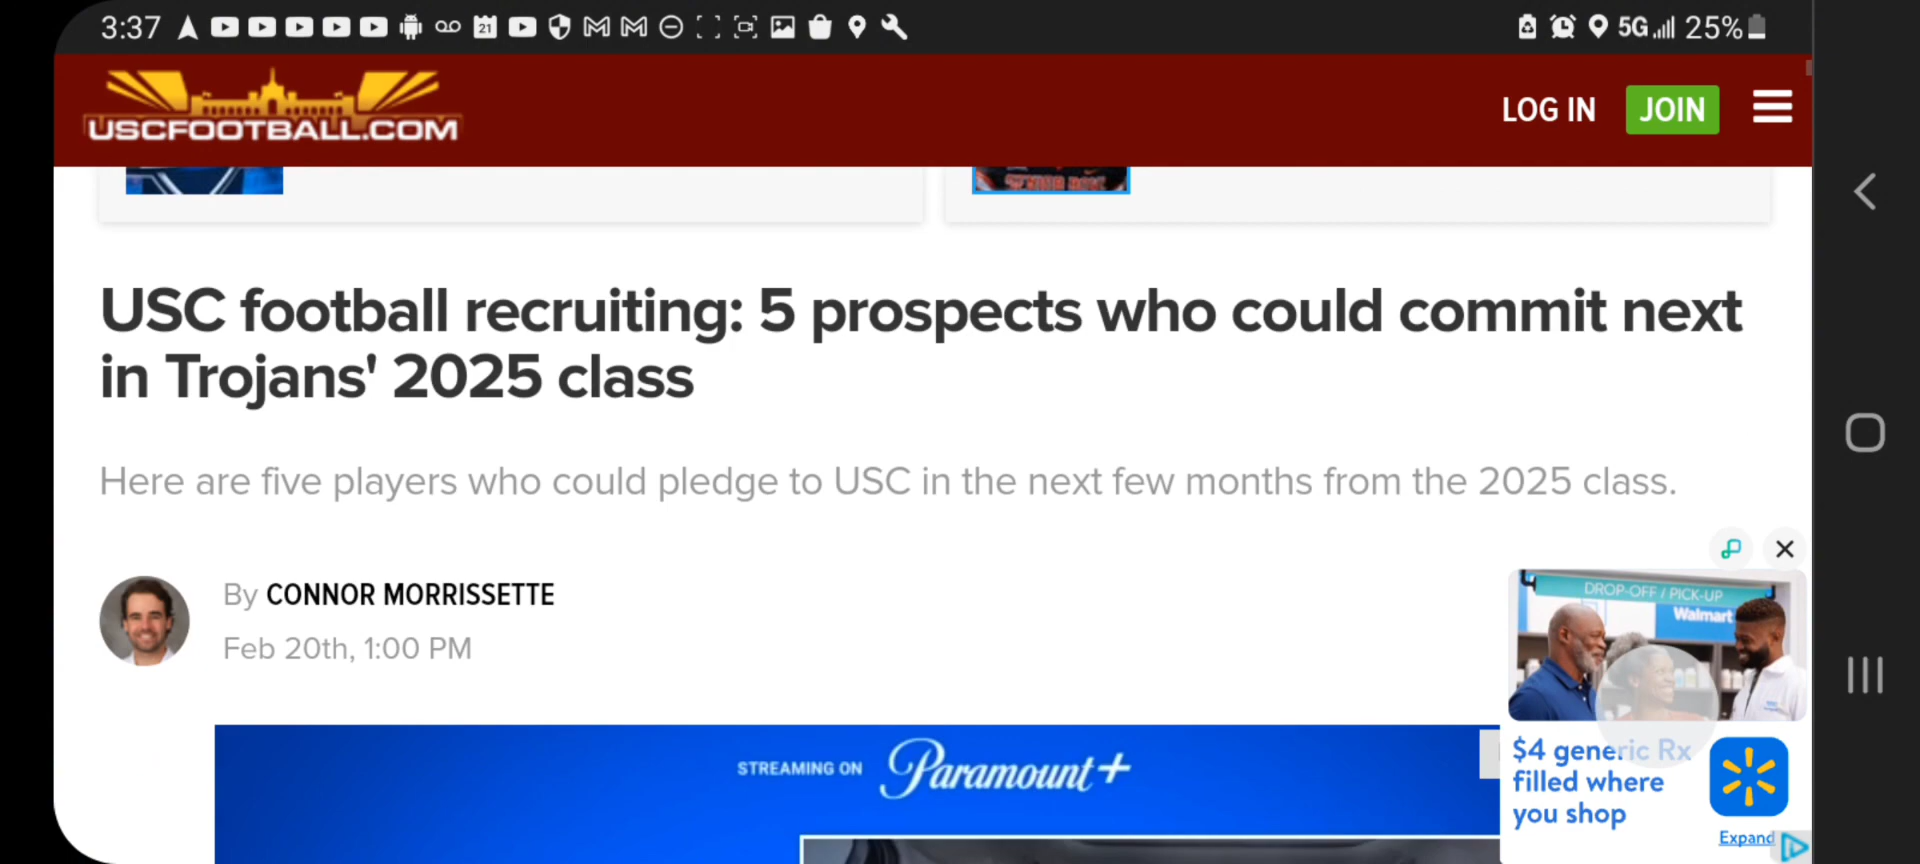 3:37
21
5G
25%
USCFOOTBALL.COM
LOG IN
JOIN
USC football recruiting: 5 prospects who could commit next
in Trojans' 2025 class
Here are five players who could pledge to USC in the next few months from the 2025 class.
By CONNOR MORRISSETTE
Feb 20th, 1:00 PM
STREAMING ON Paramount+
DROP-OFF / PICK-UP
Walmart
$4 generic Rx
filled where
you shop
Expand